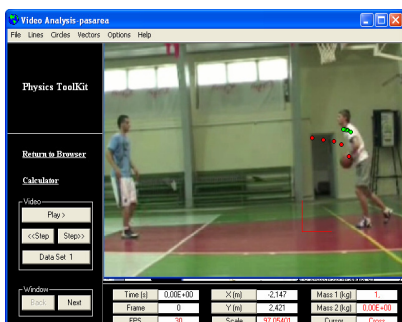 Video Analysis-pasarea
File Lines Circles Vectors Options Help
Physics ToolKit
Return to Browser
Calculator
Video
Play >
<<Step Step>>
Data Set 1
Window
Back Next
Time (s) 0,00E+00 X (m) -2,147 Mass 1 (kg) 1,
Frame 0 Y (m) 2,421 Mass 2 (kg) 0,00E+00
FPS 30 Scale 97,05401 Cursor Cross